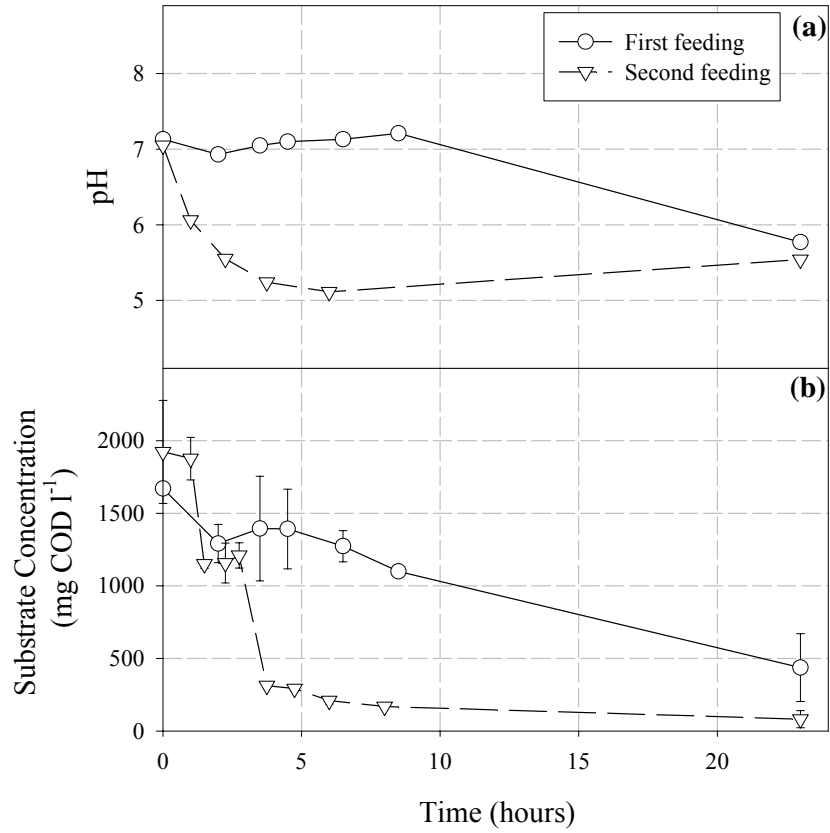 (a)
First feeding
Second feeding
8
7
6
5
pH
(b)
2000
1500
1000
500
0
Substrate Concentration
(mg COD l⁻¹)
0 5 10 15 20
Time (hours)